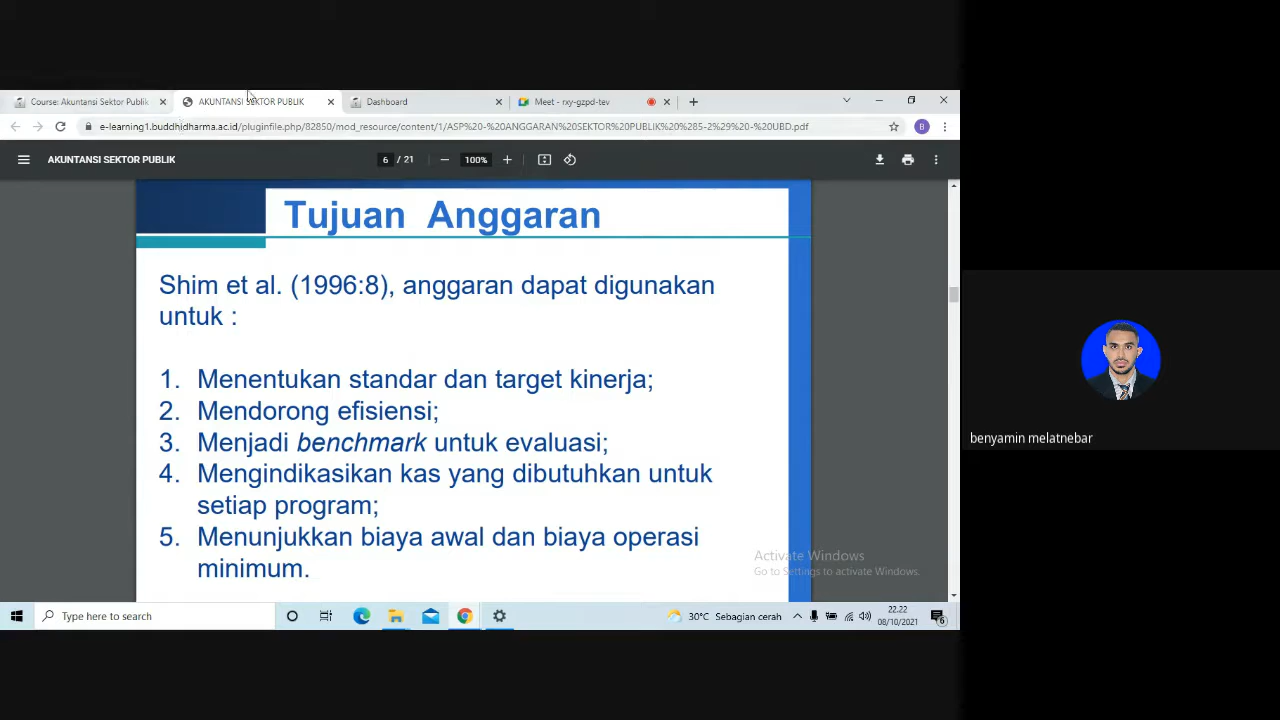 Course: Akuntansi Sektor Publik
AKUNTANSI SEKTOR PUBLIK
Dashboard
Meet - rxy-gzpd-tev
e-learning1.buddhidharma.ac.id/pluginfile.php/82850/mod_resource/content/1/ASP%20-%20ANGGARAN%20SEKTOR%20PUBLIK%20%285-2%29%20-%20UBD.pdf
B
AKUNTANSI SEKTOR PUBLIK
6 / 21
100%
Tujuan Anggaran
Shim et al. (1996:8), anggaran dapat digunakan
untuk :
1. Menentukan standar dan target kinerja;
2. Mendorong efisiensi;
3. Menjadi benchmark untuk evaluasi;
4. Mengindikasikan kas yang dibutuhkan untuk
setiap program;
5. Menunjukkan biaya awal dan biaya operasi
minimum.
Activate Windows
Go to Settings to activate Windows.
benyamin melatnebar
Type here to search
30°C Sebagian cerah
22.22
08/10/2021
6